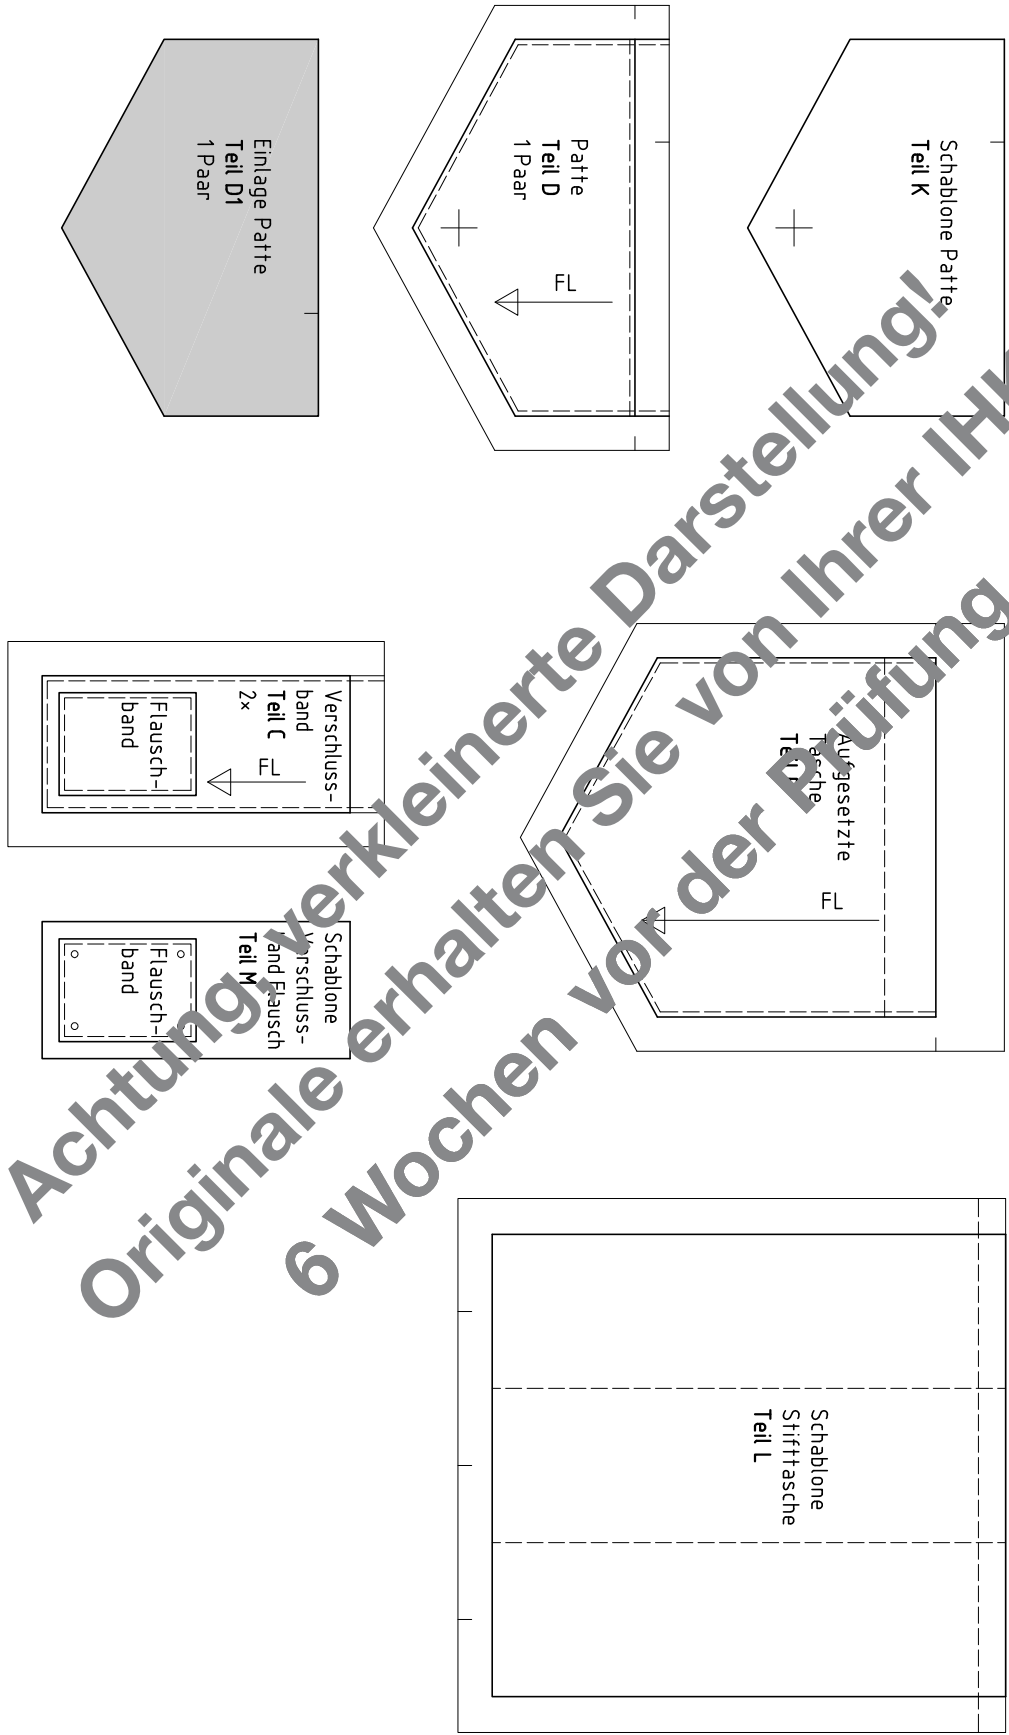 Einlage Patte
Teil D1
1 Paar
Patte
Teil D
1 Paar
FL
Schablone Patte
Teil K
Verschluss-
band
Teil C
2×
FL
Flausch-
band
Schablone
Verschluss-
band Flausch
Teil M
Flausch-
band
Aufgesetzte
Tasche
Teil
FL
Schablone
Stifttasche
Teil L
Achtung, verkleinerte Darstellung!
Originale erhalten Sie von Ihrer IHK
6 Wochen vor der Prüfung